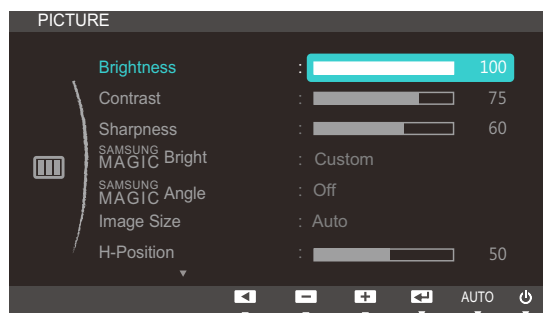 PICTURE
Brightness : 100
Contrast : 75
Sharpness : 60
SAMSUNG MAGIC Bright : Custom
SAMSUNG MAGIC Angle : Off
Image Size : Auto
H-Position : 50
AUTO